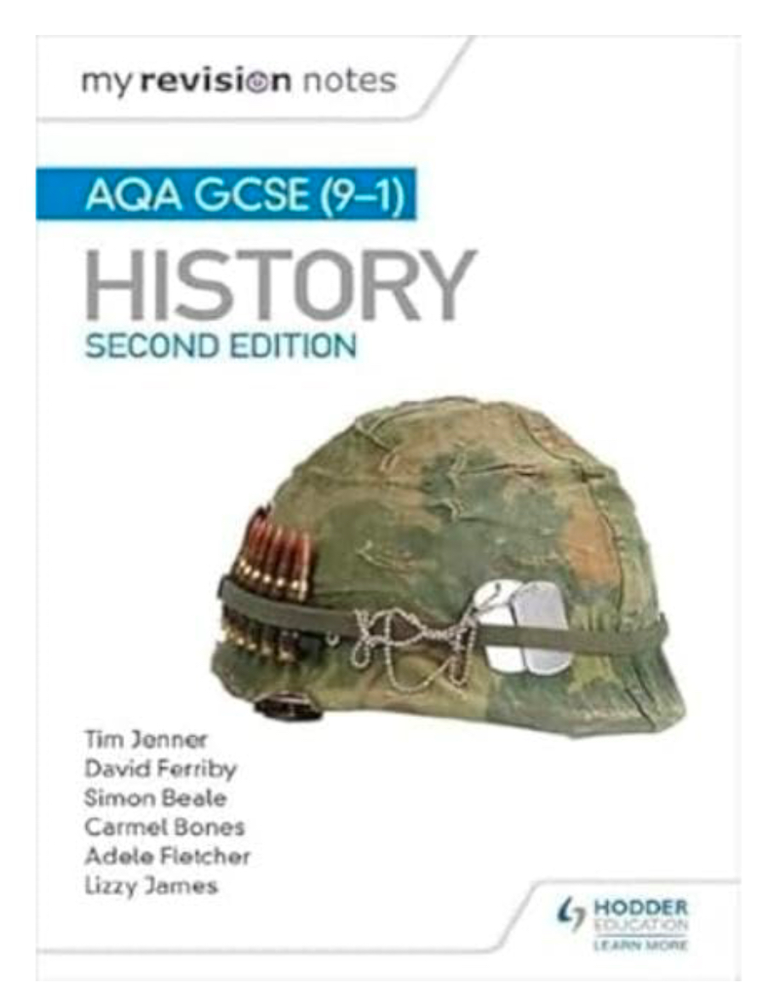 my revision notes
AQA GCSE (9–1)
HISTORY
SECOND EDITION
Tim Jenner
David Ferriby
Simon Beale
Carmel Bones
Adele Fletcher
Lizzy James
HODDER
EDUCATION
LEARN MORE